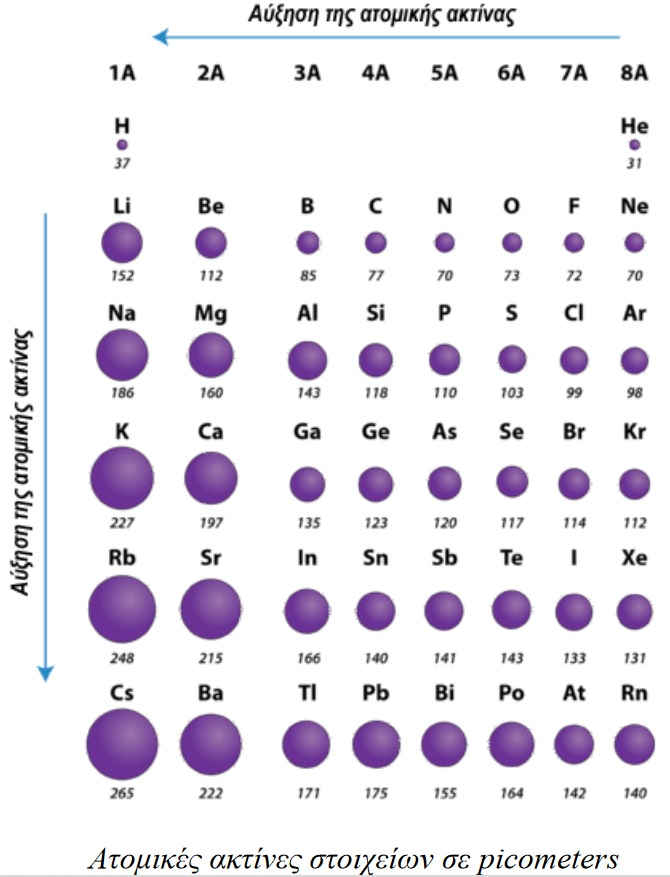 Αύξηση της ατομικής ακτίνας
1A 2A 3A 4A 5A 6A 7A 8A
H He
37 31
Li Be B C N O F Ne
152 112 85 77 70 73 72 70
Na Mg Al Si P S Cl Ar
186 160 143 118 110 103 99 98
K Ca Ga Ge As Se Br Kr
227 197 135 123 120 117 114 112
Rb Sr In Sn Sb Te I Xe
248 215 166 140 141 143 133 131
Cs Ba Tl Pb Bi Po At Rn
265 222 171 175 155 164 142 140
Αύξηση της ατομικής ακτίνας
Ατομικές ακτίνες στοιχείων σε picometers